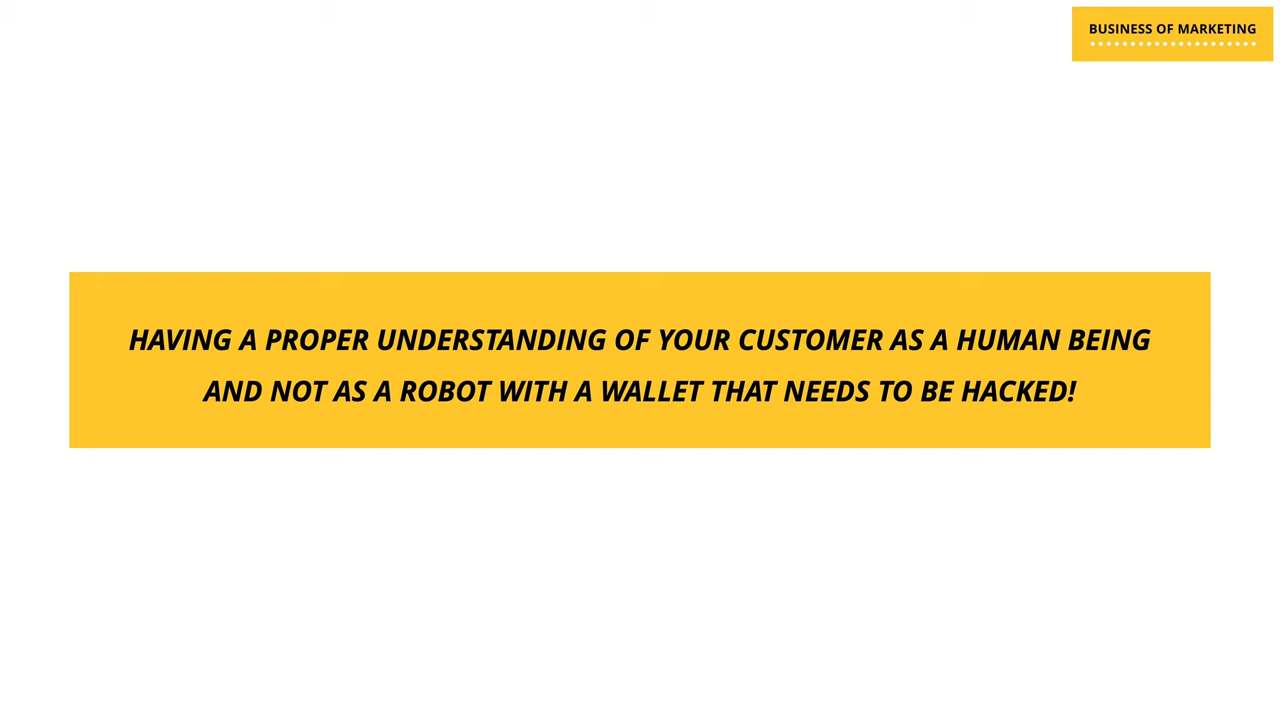 BUSINESS OF MARKETING
HAVING A PROPER UNDERSTANDING OF YOUR CUSTOMER AS A HUMAN BEING
AND NOT AS A ROBOT WITH A WALLET THAT NEEDS TO BE HACKED!